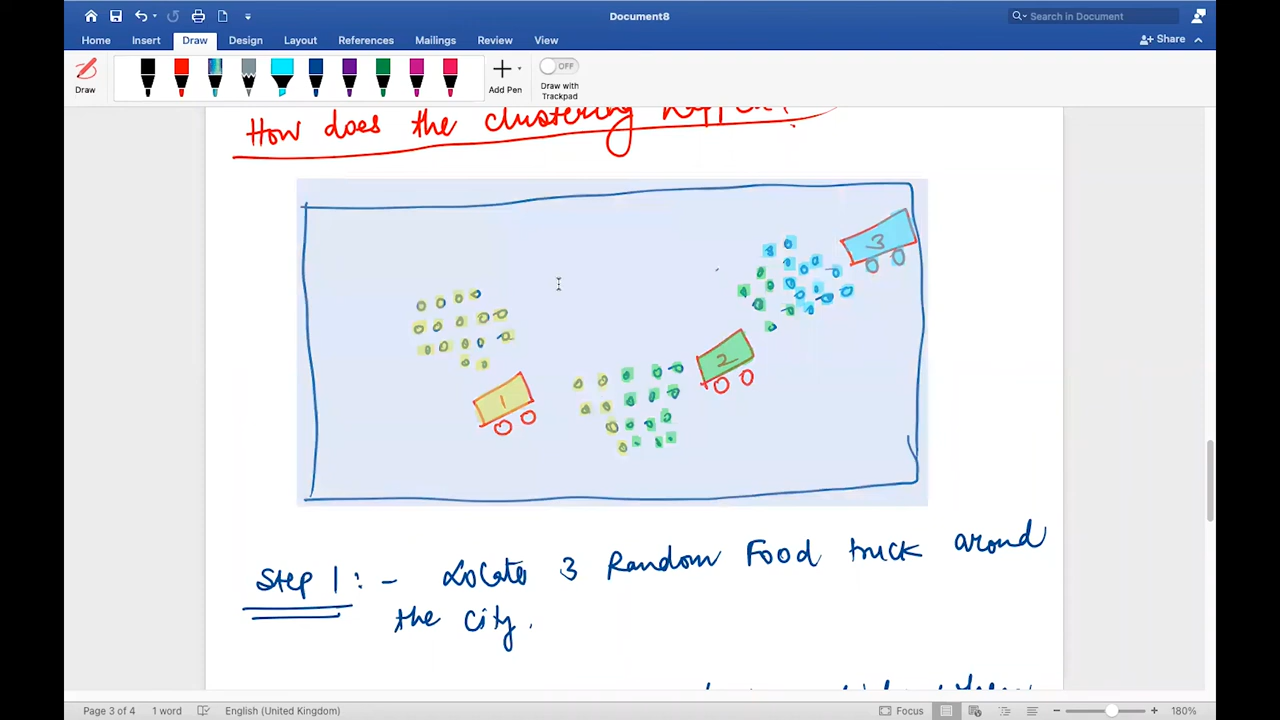 Document8
Search in Document
Home Insert Draw Design Layout References Mailings Review View
Share
Draw
Add Pen
OFF
Draw with
Trackpad
How does the clustering
3
2
1
Step 1 :- Locate 3 Random Food truck around
the city.
Page 3 of 4 1 word English (United Kingdom) Focus 180%